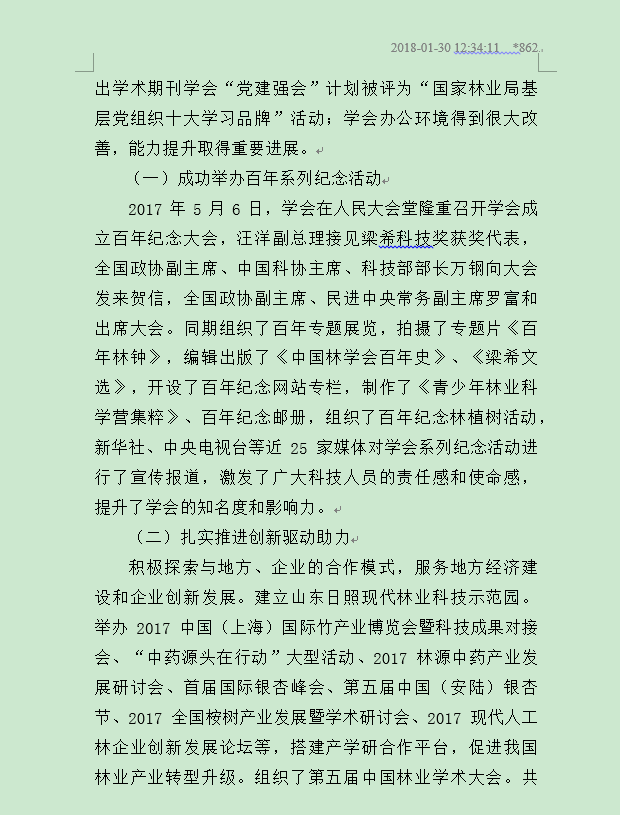 2018-01-30 12:34:11 *862
出学术期刊学会“党建强会”计划被评为“国家林业局基
层党组织十大学习品牌”活动；学会办公环境得到很大改
善，能力提升取得重要进展。
（一）成功举办百年系列纪念活动
2017 年 5 月 6 日，学会在人民大会堂隆重召开学会成
立百年纪念大会，汪洋副总理接见梁希科技奖获奖代表，
全国政协副主席、中国科协主席、科技部部长万钢向大会
发来贺信，全国政协副主席、民进中央常务副主席罗富和
出席大会。同期组织了百年专题展览，拍摄了专题片《百
年林钟》，编辑出版了《中国林学会百年史》、《梁希文
选》，开设了百年纪念网站专栏，制作了《青少年林业科
学营集粹》、百年纪念邮册，组织了百年纪念林植树活动，
新华社、中央电视台等近 25 家媒体对学会系列纪念活动进
行了宣传报道，激发了广大科技人员的责任感和使命感，
提升了学会的知名度和影响力。
（二）扎实推进创新驱动助力
积极探索与地方、企业的合作模式，服务地方经济建
设和企业创新发展。建立山东日照现代林业科技示范园。
举办 2017 中国（上海）国际竹产业博览会暨科技成果对接
会、“中药源头在行动”大型活动、2017 林源中药产业发
展研讨会、首届国际银杏峰会、第五届中国（安陆）银杏
节、2017 全国桉树产业发展暨学术研讨会、2017 现代人工
林企业创新发展论坛等，搭建产学研合作平台，促进我国
林业产业转型升级。组织了第五届中国林业学术大会。共